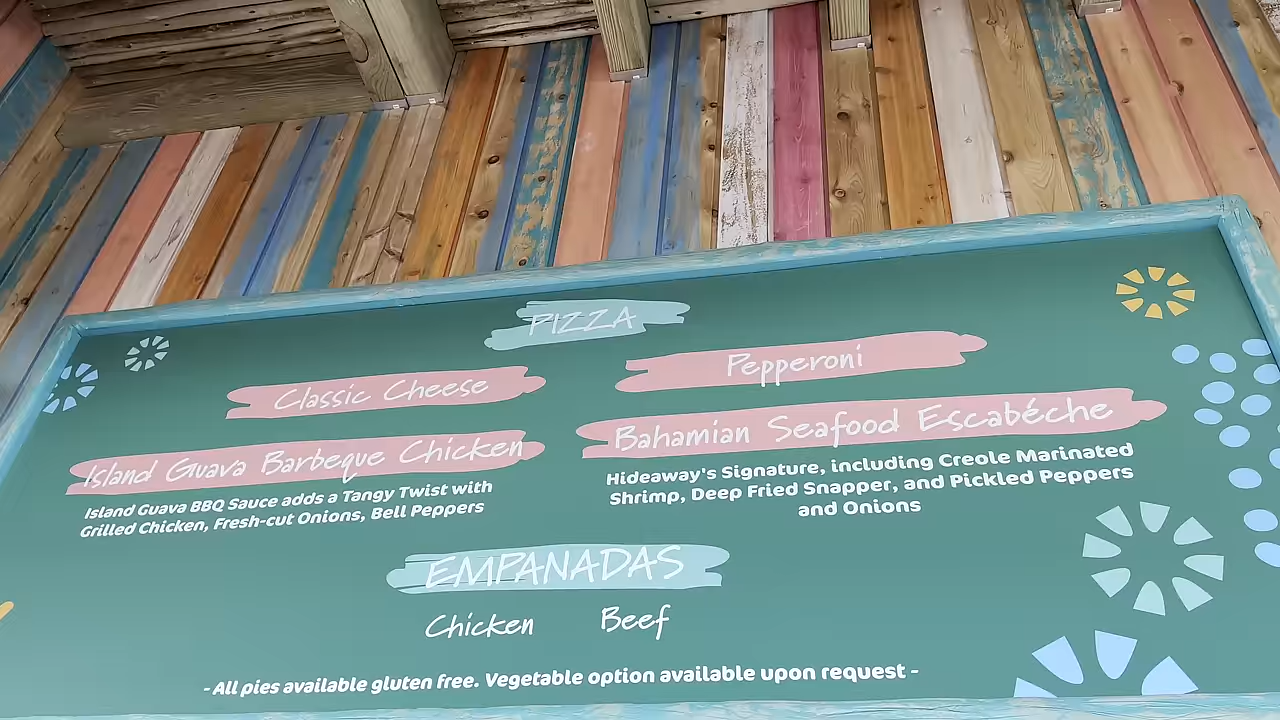 PIZZA
Classic Cheese
Pepperoni
Island Guava Barbeque Chicken
Island Guava BBQ Sauce adds a Tangy Twist with
Grilled Chicken, Fresh-cut Onions, Bell Peppers
Bahamian Seafood Escabéche
Hideaway's Signature, including Creole Marinated
Shrimp, Deep Fried Snapper, and Pickled Peppers
and Onions
EMPANADAS
Chicken Beef
- All pies available gluten free. Vegetable option available upon request -